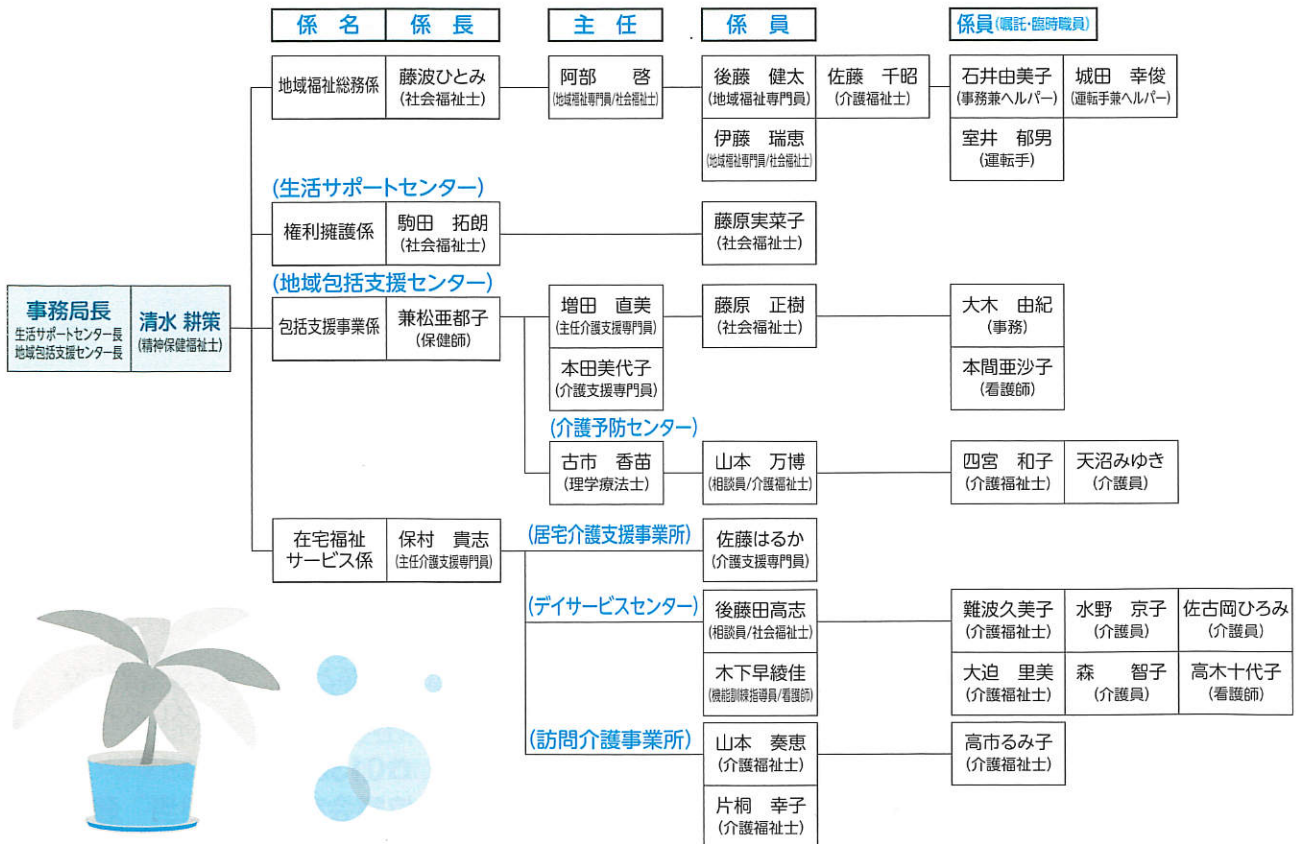 係 名
係 長
主 任
係 員
係員(嘱託・臨時職員)
地域福祉総務係
藤波ひとみ
(社会福祉士)
阿部 啓
(地域福祉専門員/社会福祉士)
後藤 健太
(地域福祉専門員)
佐藤 千昭
(介護福祉士)
石井由美子
(事務兼ヘルパー)
城田 幸俊
(運転手兼ヘルパー)
伊藤 瑞恵
(地域福祉専門員/社会福祉士)
室井 郁男
(運転手)
(生活サポートセンター)
権利擁護係
駒田 拓朗
(社会福祉士)
藤原実菜子
(社会福祉士)
(地域包括支援センター)
事務局長
生活サポートセンター長
地域包括支援センター長
清水 耕策
(精神保健福祉士)
包括支援事業係
兼松亜都子
(保健師)
増田 直美
(主任介護支援専門員)
藤原 正樹
(社会福祉士)
大木 由紀
(事務)
本田美代子
(介護支援専門員)
本間亜沙子
(看護師)
(介護予防センター)
古市 香苗
(理学療法士)
山本 万博
(相談員/介護福祉士)
四宮 和子
(介護福祉士)
天沼みゆき
(介護員)
在宅福祉
サービス係
保村 貴志
(主任介護支援専門員)
(居宅介護支援事業所)
佐藤はるか
(介護支援専門員)
(デイサービスセンター)
後藤田高志
(相談員/社会福祉士)
難波久美子
(介護福祉士)
水野 京子
(介護員)
佐古岡ひろみ
(介護員)
木下早綾佳
(機能訓練指導員/看護師)
大迫 里美
(介護福祉士)
森 智子
(介護員)
高木十代子
(看護師)
(訪問介護事業所)
山本 奏恵
(介護福祉士)
高市るみ子
(介護福祉士)
片桐 幸子
(介護福祉士)